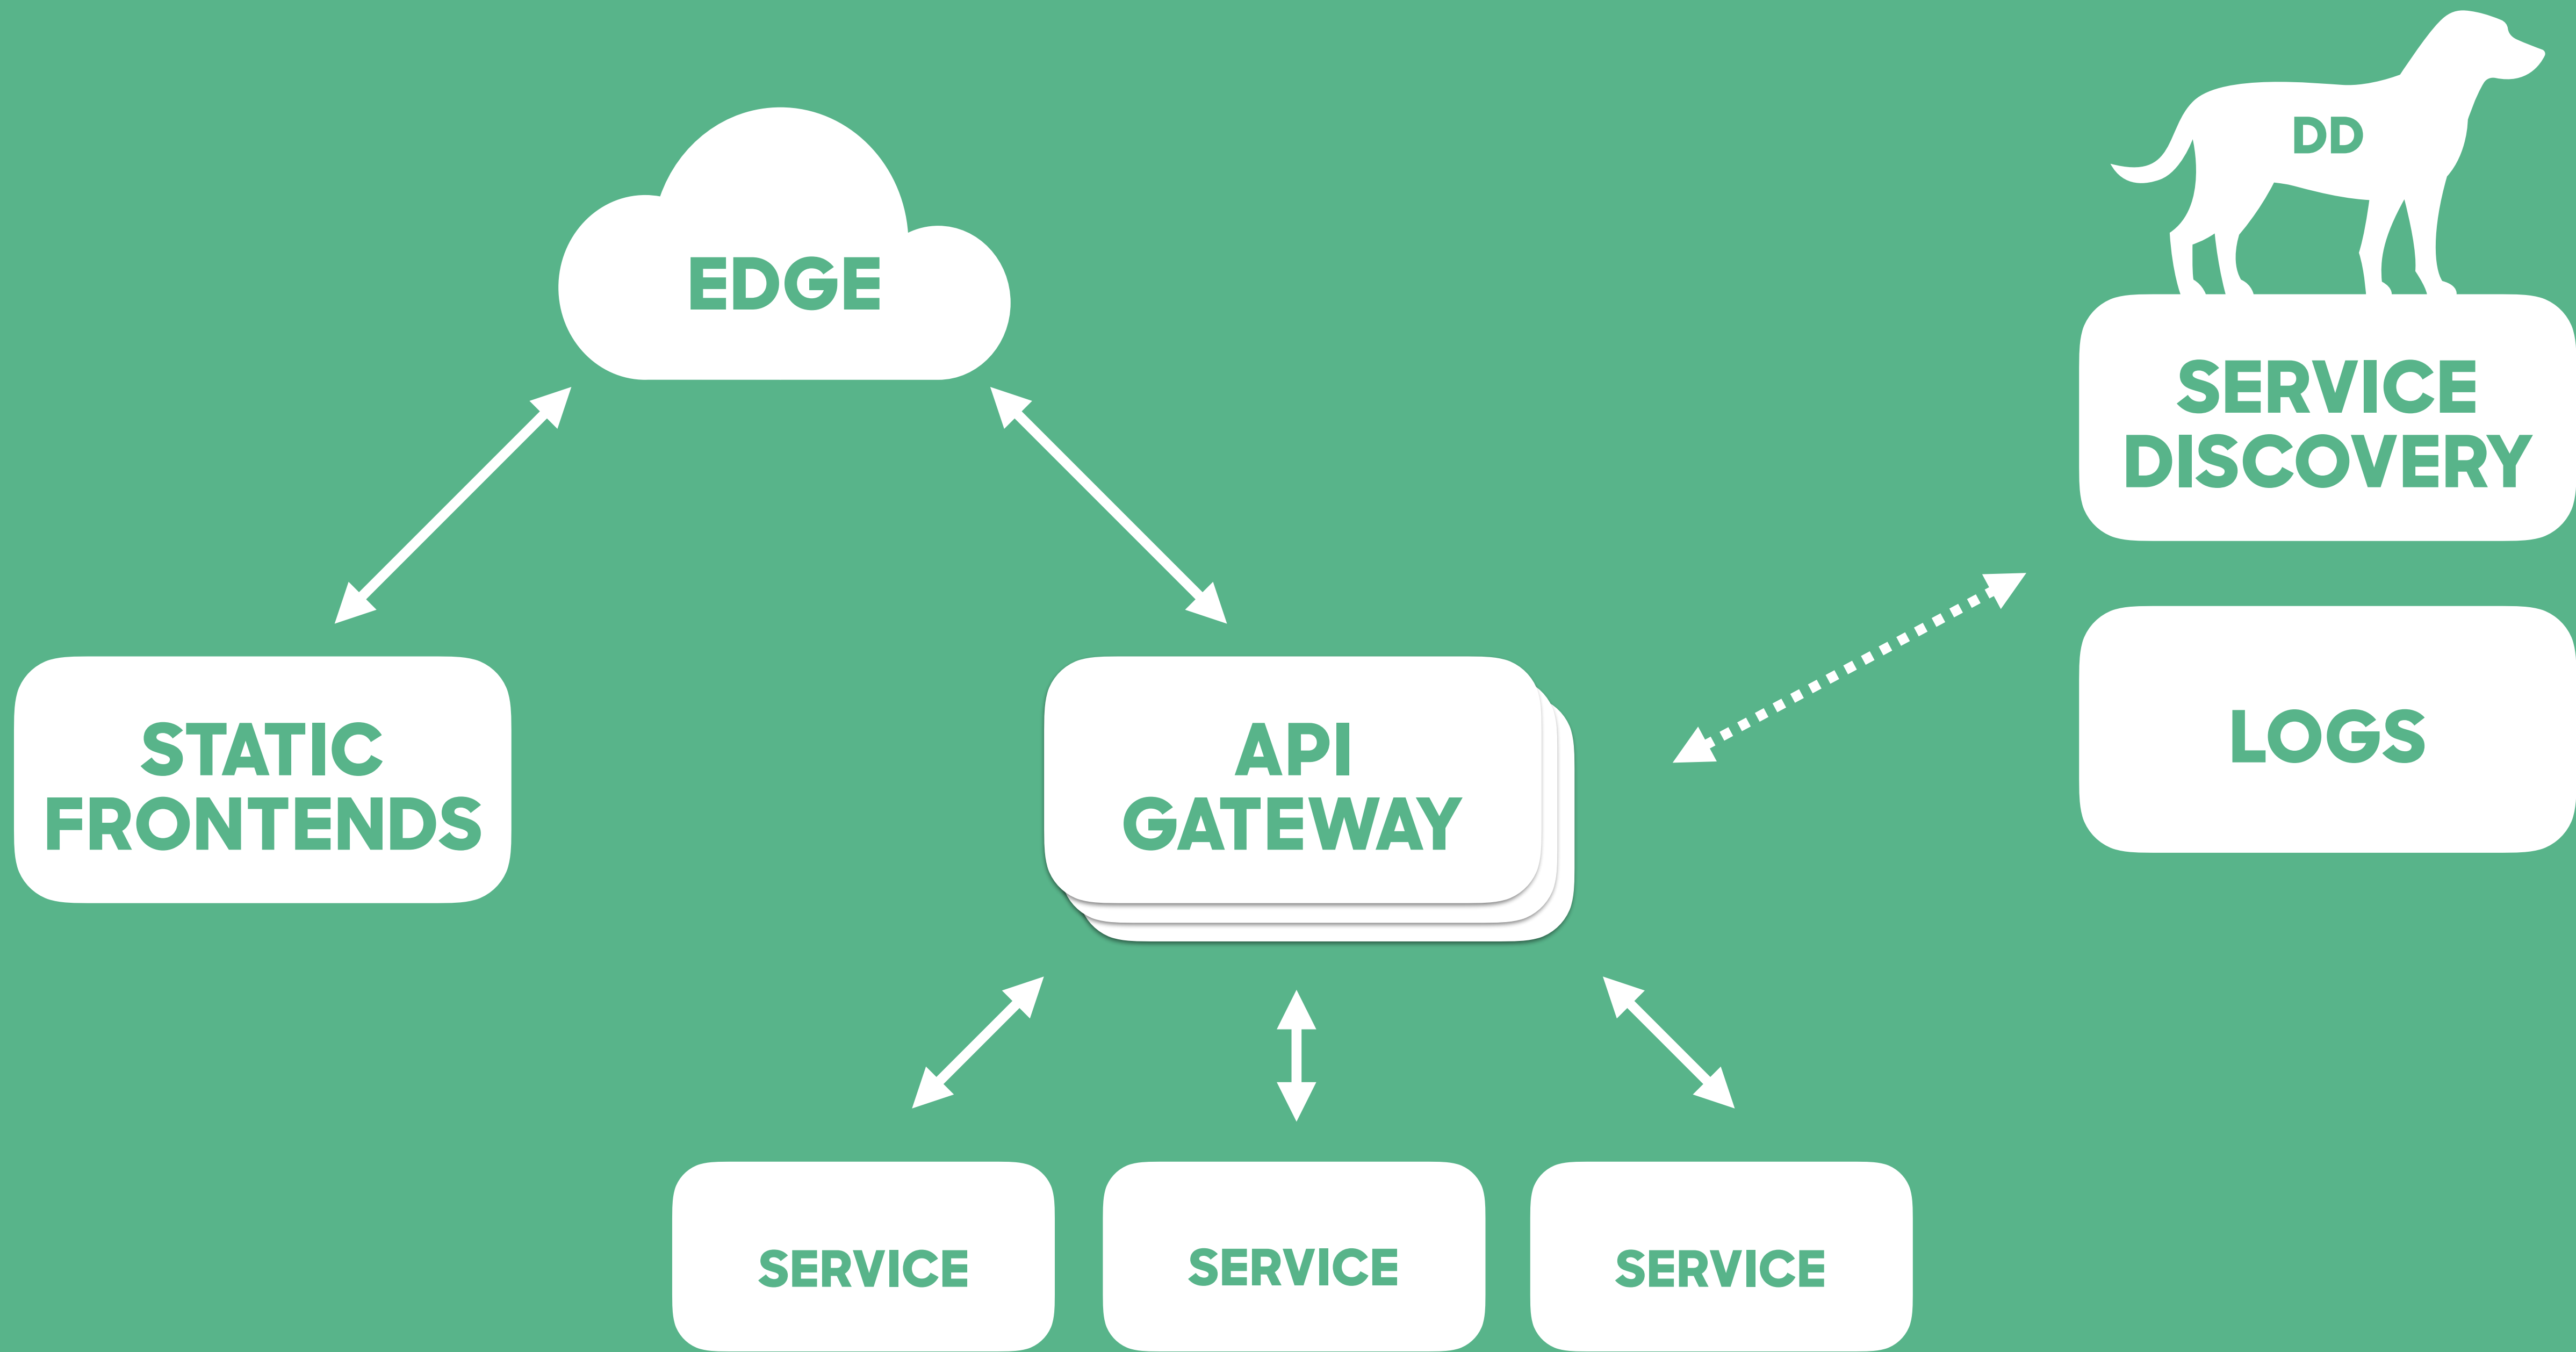 DD
EDGE
SERVICE
DISCOVERY
STATIC
FRONTENDS
API
GATEWAY
LOGS
SERVICE
SERVICE
SERVICE